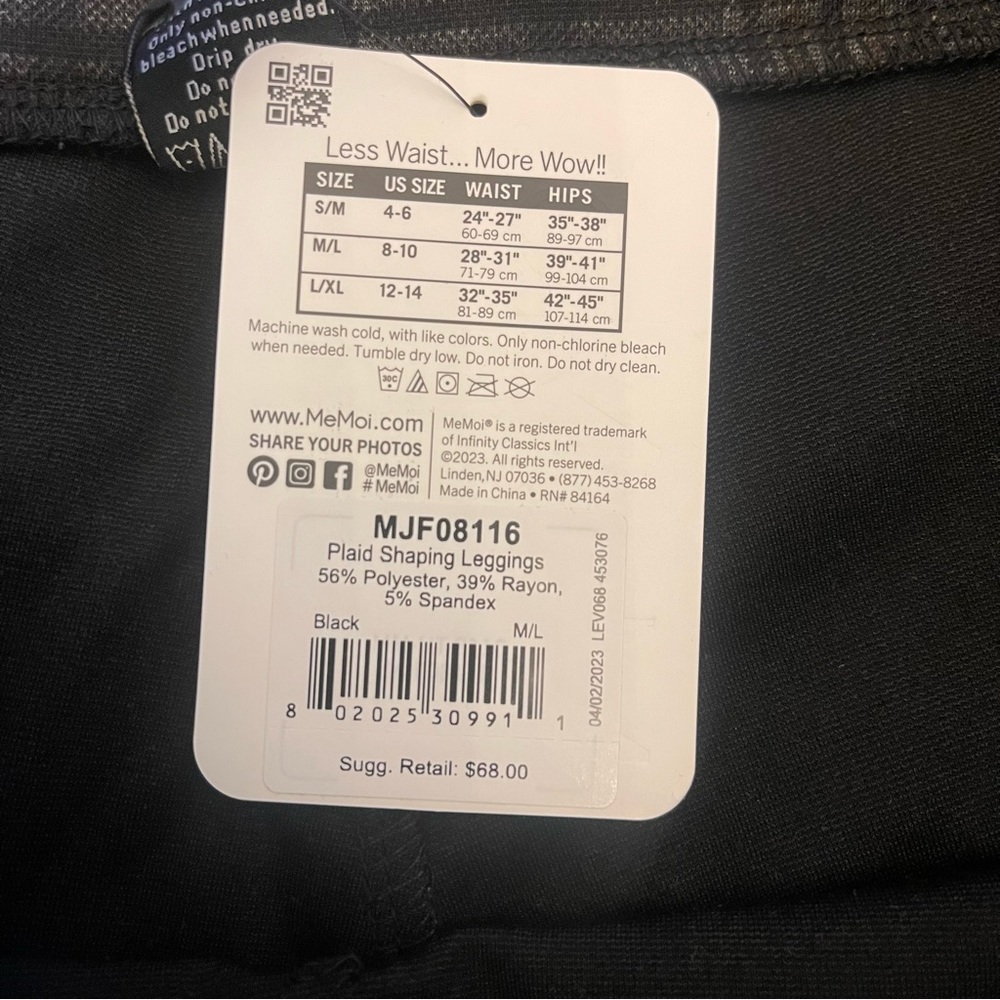 Only non-
bleach when needed.
Drip dry
Do n
Do not
Less Waist... More Wow!!
SIZE US SIZE WAIST HIPS
S/M 4-6 24"-27" 35"-38"
60-69 cm 89-97 cm
M/L 8-10 28"-31" 39"-41"
71-79 cm 99-104 cm
L/XL 12-14 32"-35" 42"-45"
81-89 cm 107-114 cm
Machine wash cold, with like colors. Only non-chlorine bleach
when needed. Tumble dry low. Do not iron. Do not dry clean.
30C
www.MeMoi.com
SHARE YOUR PHOTOS
@MeMoi
#MeMoi
MeMoi® is a registered trademark
of Infinity Classics Int'l
©2023. All rights reserved.
Linden, NJ 07036 • (877) 453-8268
Made in China • RN# 84164
MJF08116
Plaid Shaping Leggings
56% Polyester, 39% Rayon,
5% Spandex
Black M/L
8 02025 30991 1
Sugg. Retail: $68.00
04/02/2023 LEV068 453076